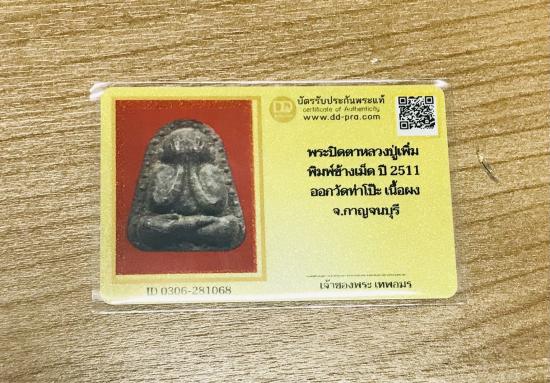 DD
บัตรรับประกันพระแท้
certificate of Authenticity
www.dd-pra.com
พระปิดตาหลวงปู่เพิ่ม
พิมพ์ข้างเม็ด ปี 2511
ออกวัดท่าโป๊ะ เนื้อผง
จ.กาญจนบุรี
ID 0306-281068
เจ้าของพระ เทพอมร